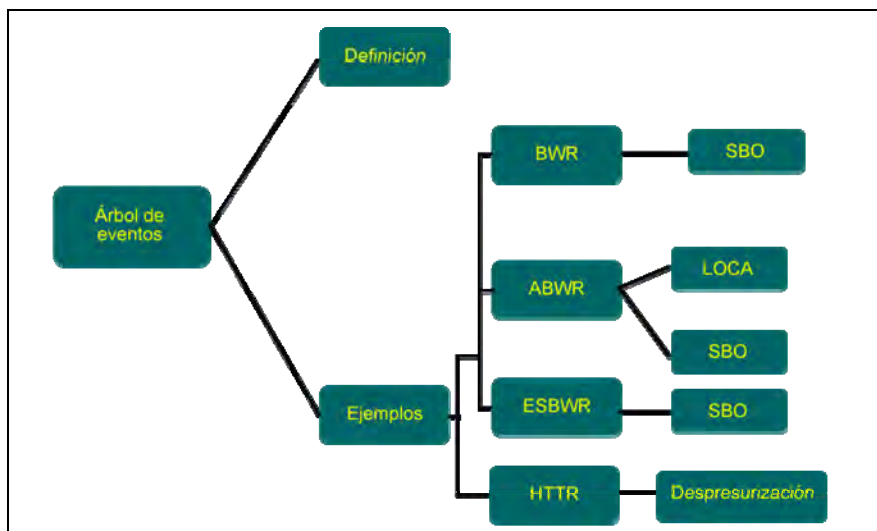 Definición
BWR
SBO
Árbol de
eventos
LOCA
ABWR
SBO
Ejemplos
ESBWR
SBO
HTTR
Despresurización